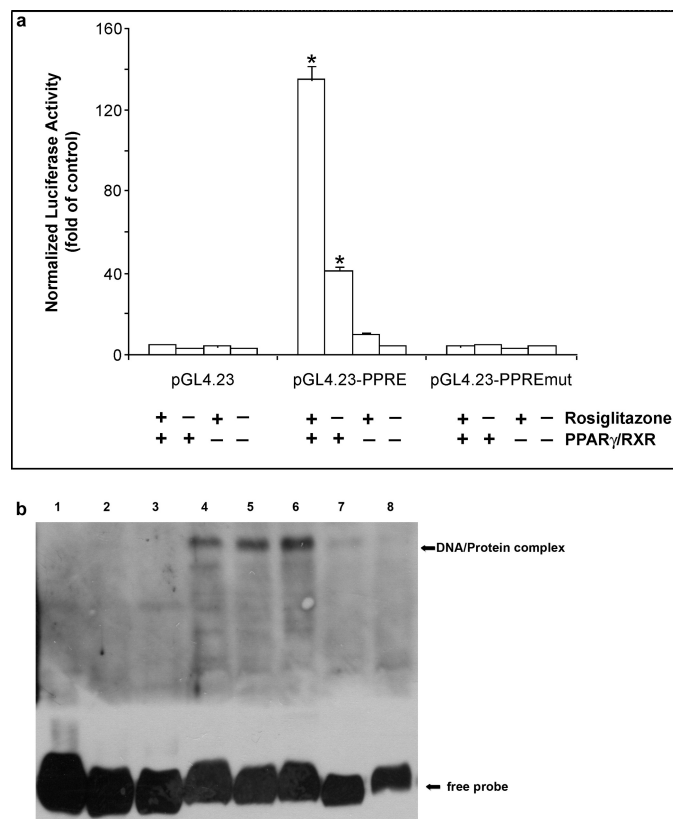 a
Normalized Luciferase Activity
(fold of control)
160
120
80
40
0
*
*
pGL4.23 pGL4.23-PPRE pGL4.23-PPREmut
+ − + − + − + − + − + − Rosiglitazone
+ + − − + + − − + + − − PPARγ/RXR
b
1 2 3 4 5 6 7 8
DNA/Protein complex
free probe